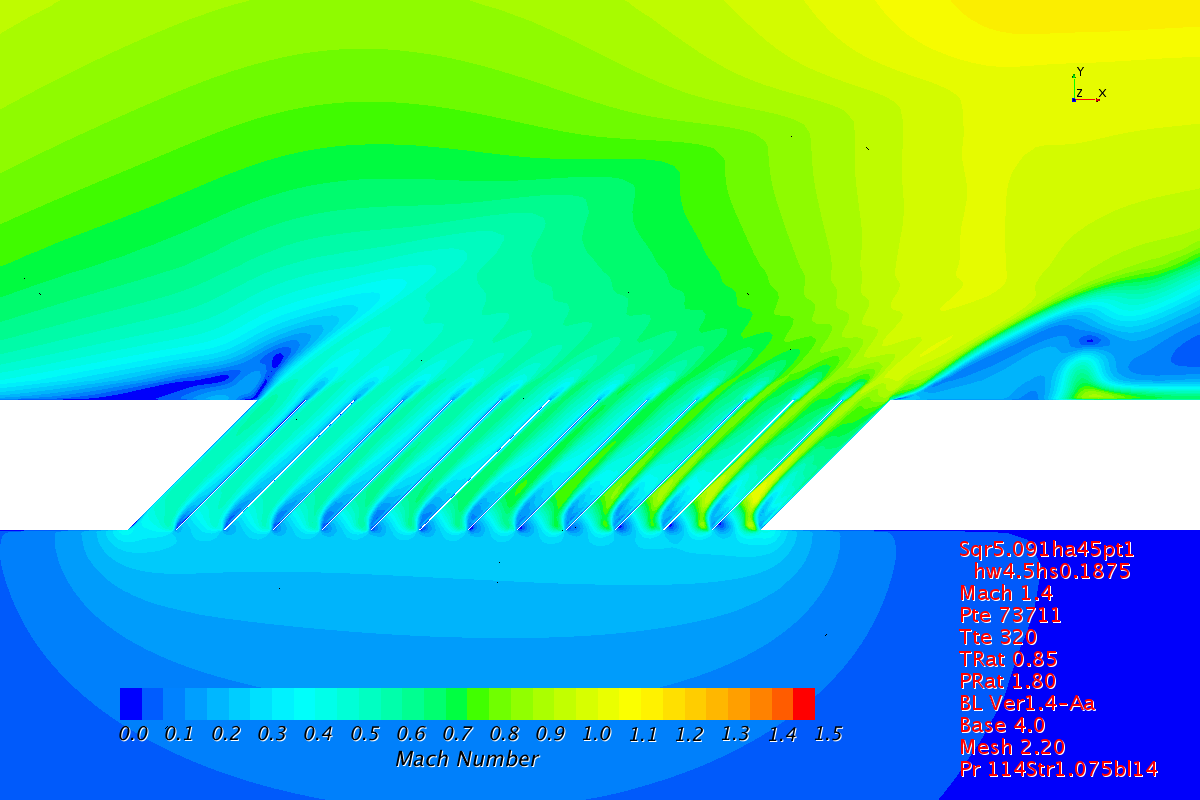 Y
Z X
Sqr5.091ha45pt1
hw4.5hs0.1875
Mach 1.4
Pte 73711
Tte 320
TRat 0.85
PRat 1.80
BL Ver1.4-Aa
Base 4.0
Mesh 2.20
Pr 114Str1.075bl14
0.0 0.1 0.2 0.3 0.4 0.5 0.6 0.7 0.8 0.9 1.0 1.1 1.2 1.3 1.4 1.5
Mach Number